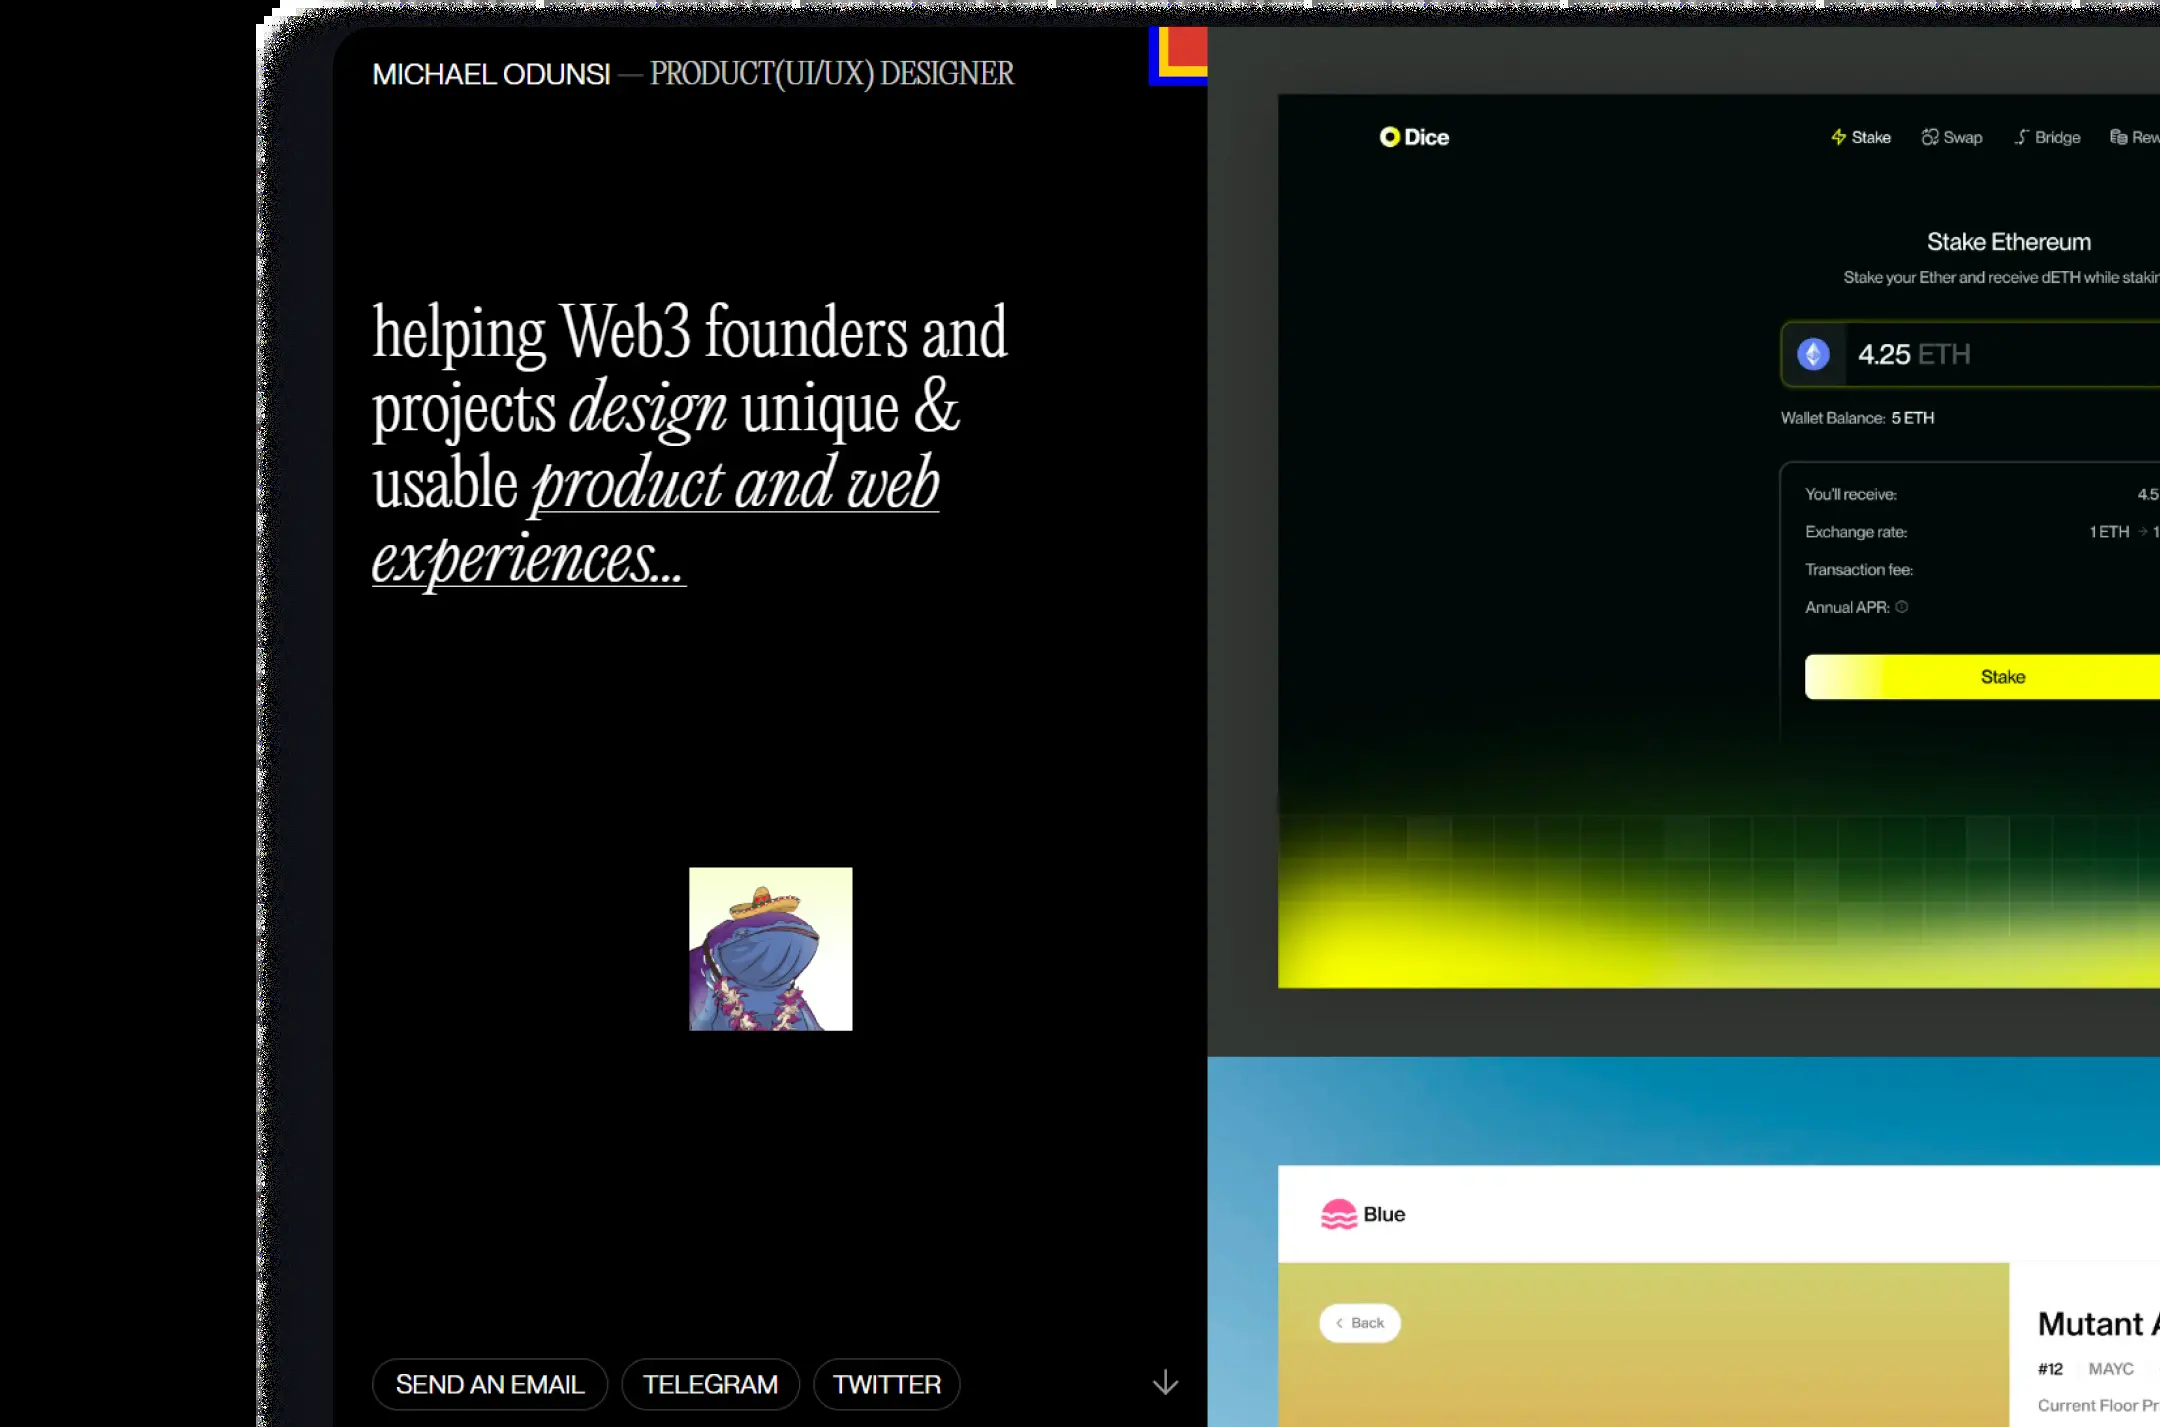 MICHAEL ODUNSI — PRODUCT(UI/UX) DESIGNER
helping Web3 founders and
projects design unique &
usable product and web
experiences...
SEND AN EMAIL
TELEGRAM
TWITTER
Dice
Stake
Swap
Bridge
Stake Ethereum
Stake your Ether and receive dETH while
4.25 ETH
Wallet Balance: 5 ETH
You'll receive: 4.5
Exchange rate: 1 ETH → 1
Transaction fee:
Annual APR:
Stake
Blue
Back
Mutant
#12 MAYC
Current Floor